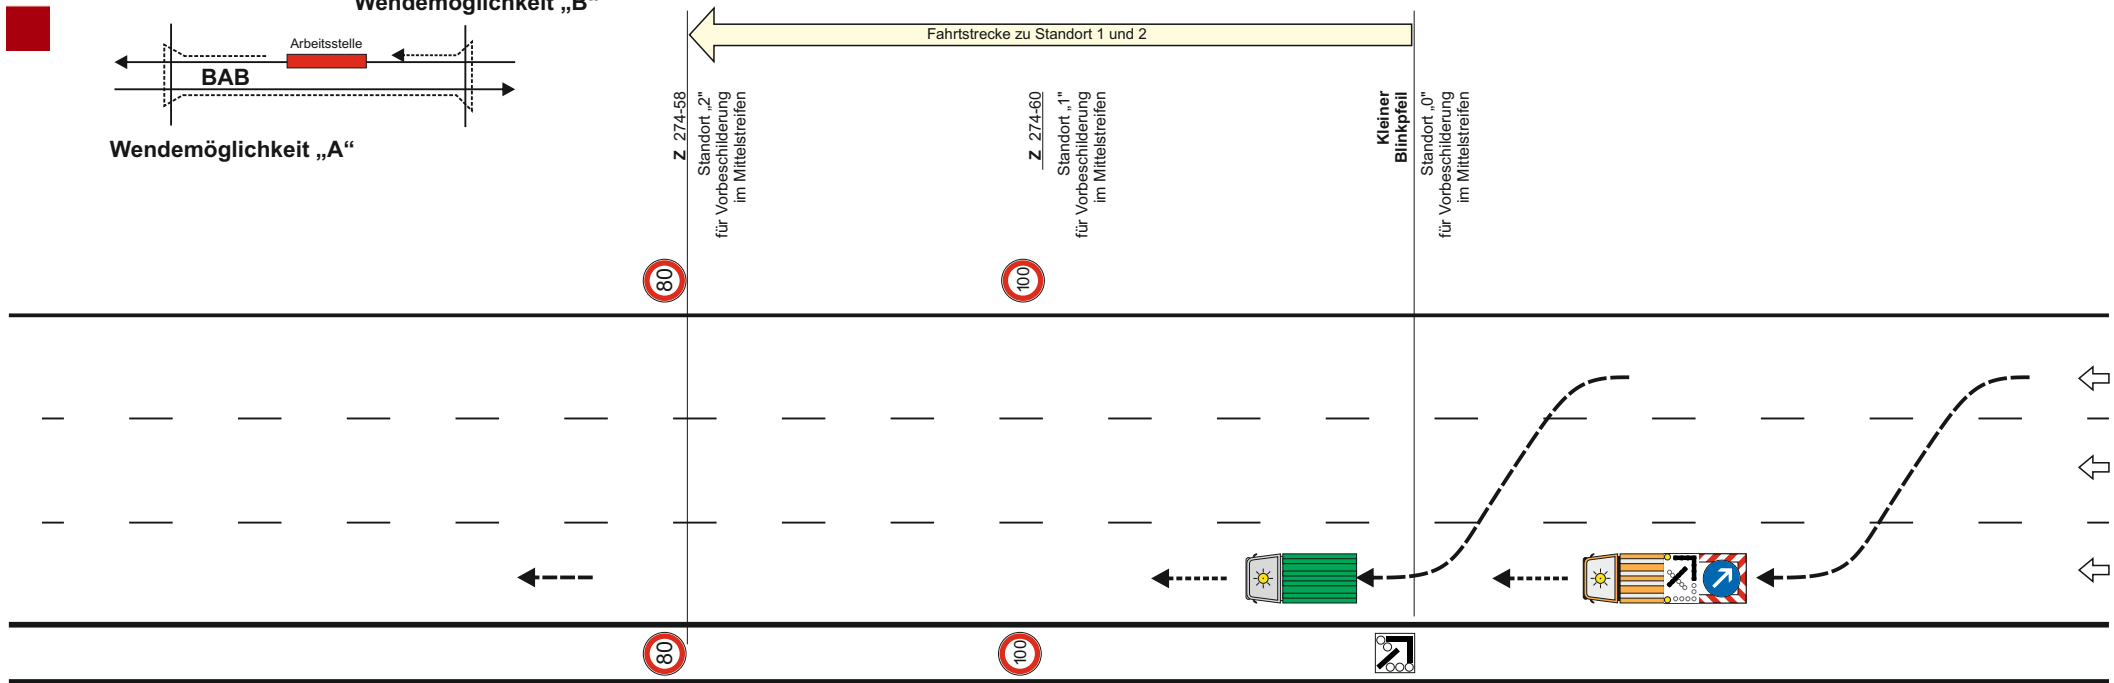 Wendemöglichkeit „B“
Arbeitsstelle
BAB
Wendemöglichkeit „A“
Fahrtstrecke zu Standort 1 und 2
Z 274-58
Standort „2"
für Vorbeschilderung
im Mittelstreifen
Z 274-60
Standort „1"
für Vorbeschilderung
im Mittelstreifen
Kleiner
Blinkpfeil
Standort „0"
für Vorbeschilderung
im Mittelstreifen
80
100
80
100